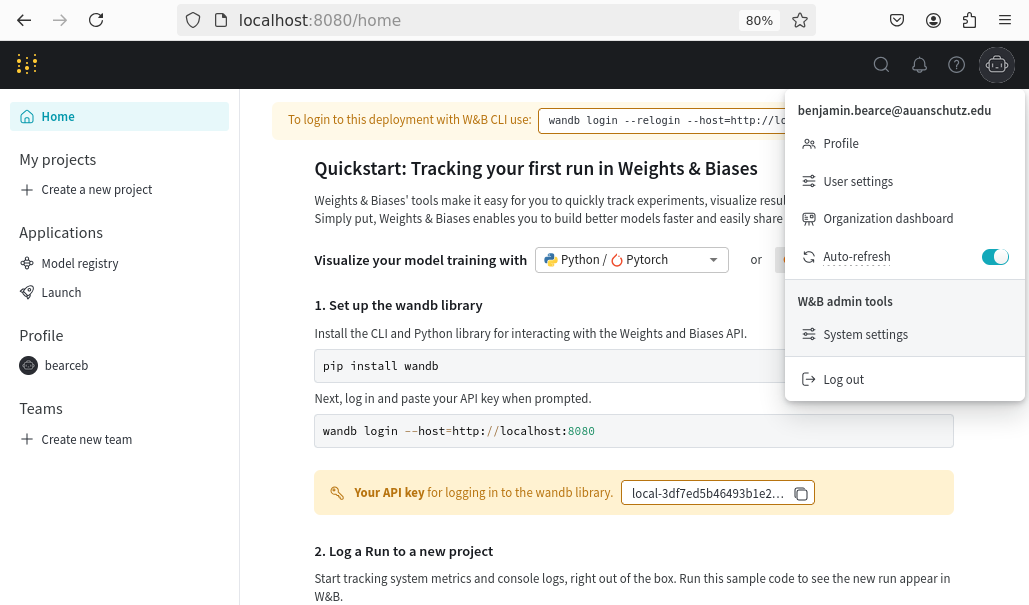 localhost:8080/home
80%
Home
My projects
Create a new project
Applications
Model registry
Launch
Profile
bearceb
Teams
Create new team
To login to this deployment with W&B CLI use:
wandb login --relogin --host=http://lo
Quickstart: Tracking your first run in Weights & Biases
Weights & Biases' tools make it easy for you to quickly track experiments, visualize
Simply put, Weights & Biases enables you to build better models faster and easily share
Visualize your model training with
Python / Pytorch
or
1. Set up the wandb library
Install the CLI and Python library for interacting with the Weights and Biases API.
pip install wandb
Next, log in and paste your API key when prompted.
wandb login --host=http://localhost:8080
Your API key for logging in to the wandb library.
local-3df7ed5b46493b1e2...
2. Log a Run to a new project
Start tracking system metrics and console logs, right out of the box. Run this sample code to see the new run appear in
W&B.
benjamin.bearce@auanschutz.edu
Profile
User settings
Organization dashboard
Auto-refresh
W&B admin tools
System settings
Log out